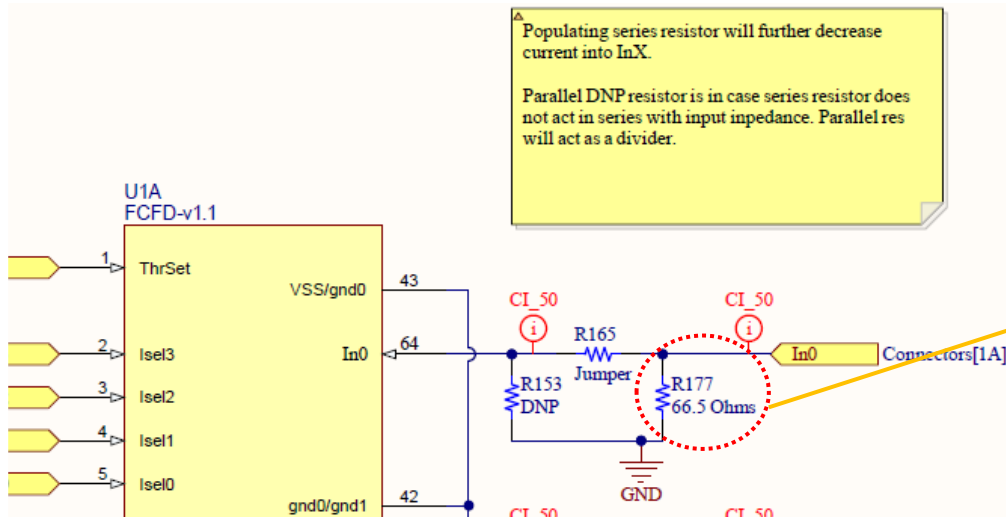 Populating series resistor will further decrease
current into InX.
Parallel DNP resistor is in case series resistor does
not act in series with input inpedance. Parallel res
will act as a divider.
U1A
FCFD-v1.1
1
ThrSet
VSS/gnd0
43
CI_50
CI_50
i
i
R165
2
Isel3
In0
64
In0
Connectors[1A]
Jumper
R153
DNP
R177
66.5 Ohms
3
Isel2
4
Isel1
5
Isel0
GND
gnd0/gnd1
42
CI_50
CI_50